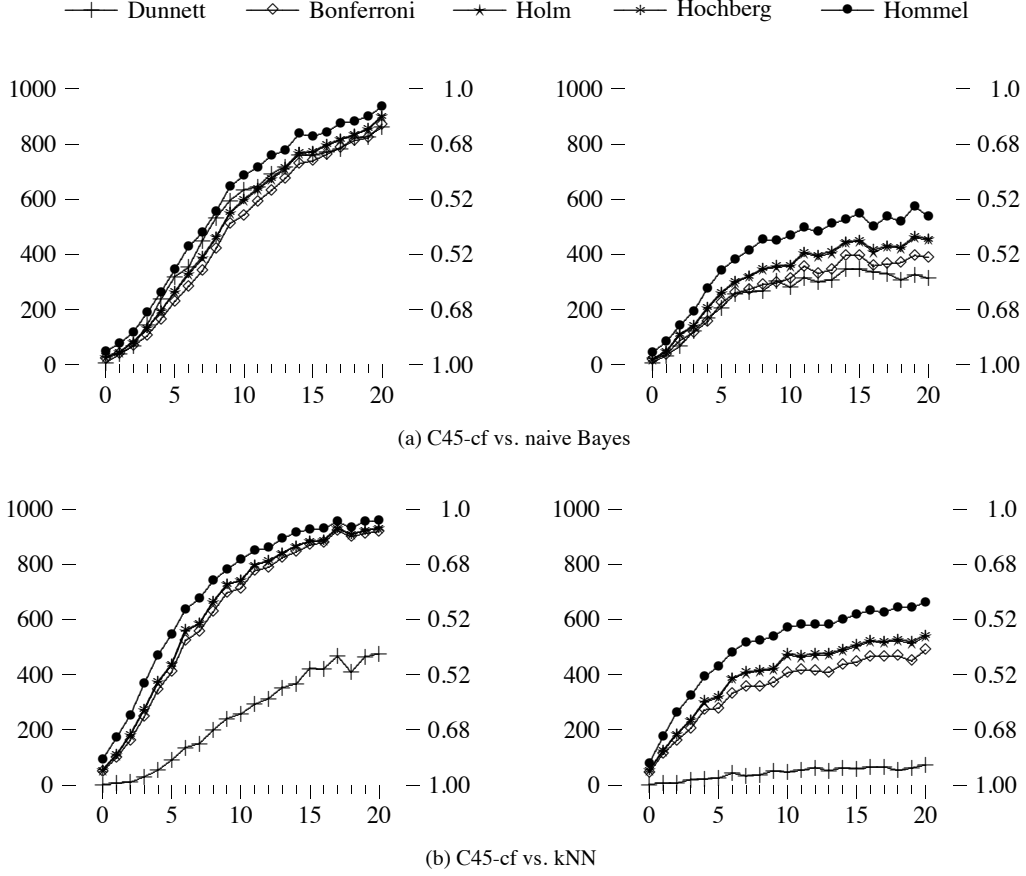 Dunnett Bonferroni Holm Hochberg Hommel
1000 1.0 1000 1.0
800 0.68 800 0.68
600 0.52 600 0.52
400 0.52 400 0.52
200 0.68 200 0.68
0 1.00 0 1.00
0 5 10 15 20 0 5 10 15 20
(a) C45-cf vs. naive Bayes
1000 1.0 1000 1.0
800 0.68 800 0.68
600 0.52 600 0.52
400 0.52 400 0.52
200 0.68 200 0.68
0 1.00 0 1.00
0 5 10 15 20 0 5 10 15 20
(b) C45-cf vs. kNN